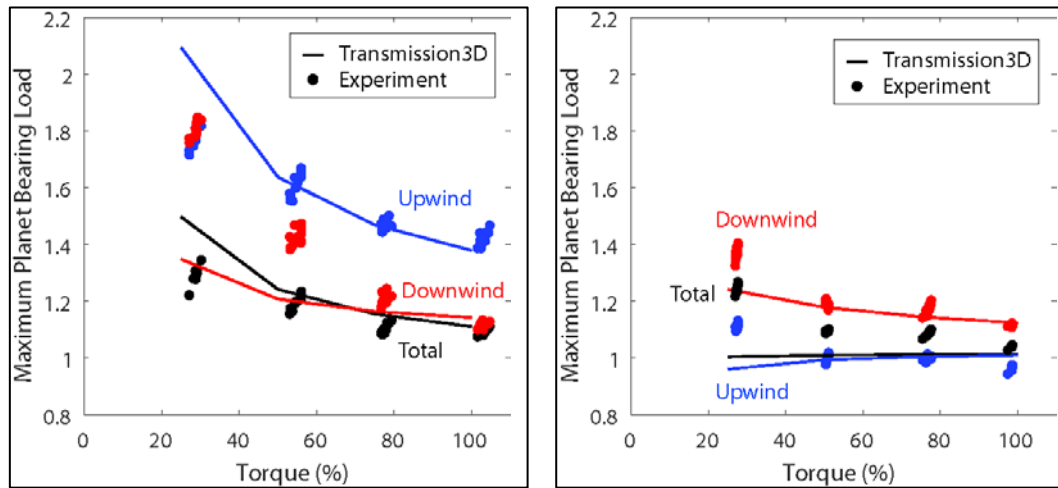 2.2
2
1.8
1.6
1.4
1.2
1
0.8
Maximum Planet Bearing Load
Transmission3D
Experiment
Upwind
Downwind
Total
0 20 40 60 80 100
Torque (%)
2.2
2
1.8
1.6
1.4
1.2
1
0.8
Maximum Planet Bearing Load
Transmission3D
Experiment
Downwind
Total
Upwind
0 20 40 60 80 100
Torque (%)